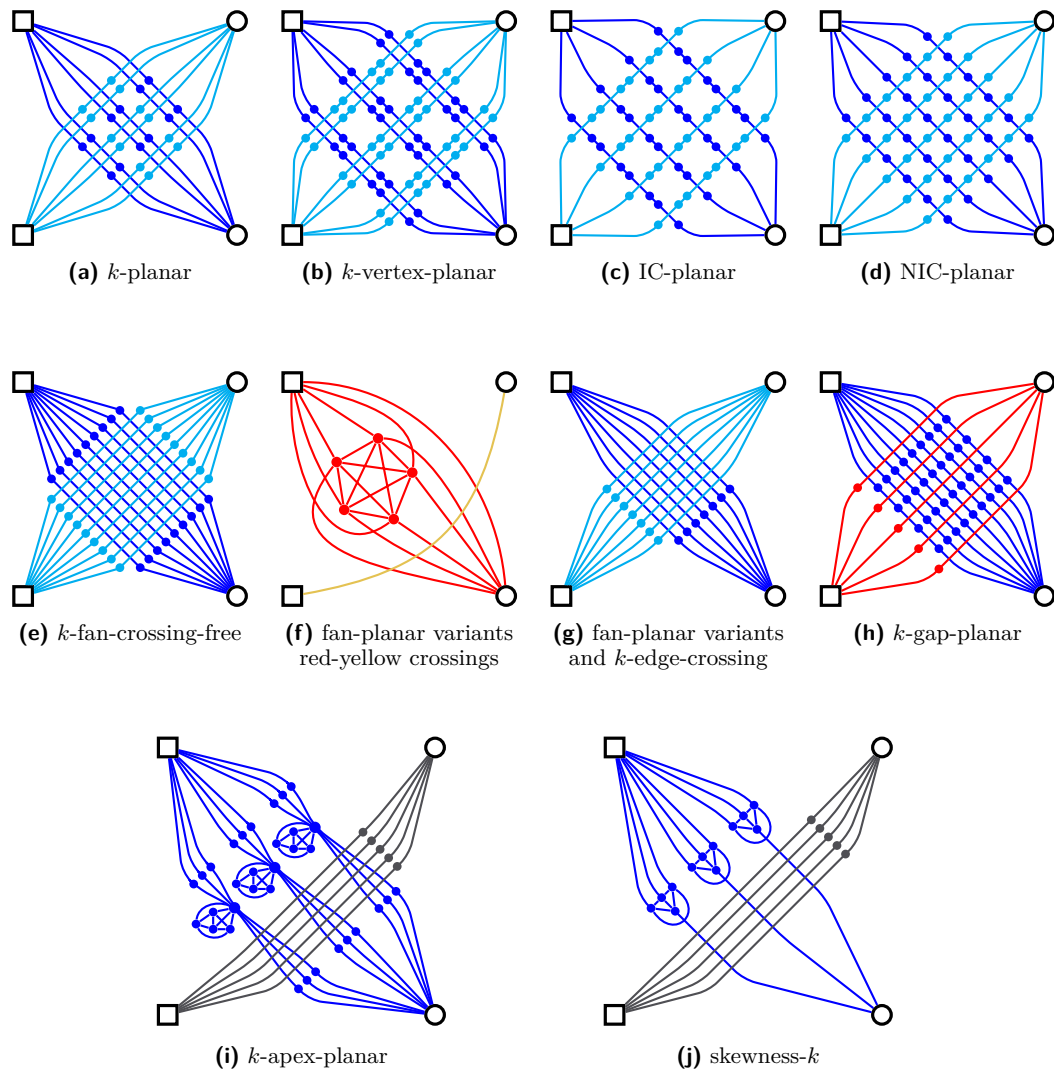 (a) k-planar
(b) k-vertex-planar
(c) IC-planar
(d) NIC-planar
(e) k-fan-crossing-free
(f) fan-planar variants
red-yellow crossings
(g) fan-planar variants
and k-edge-crossing
(h) k-gap-planar
(i) k-apex-planar
(j) skewness-k